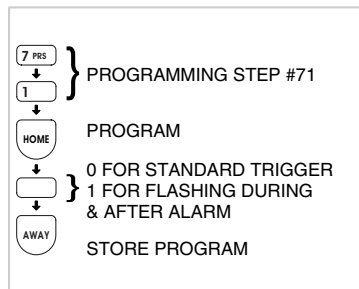 7 PRS
PROGRAMMING STEP #71
1
HOME
PROGRAM
0 FOR STANDARD TRIGGER
1 FOR FLASHING DURING
& AFTER ALARM
AWAY
STORE PROGRAM